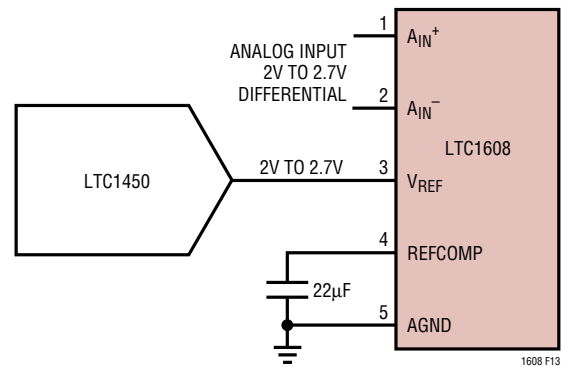 1
A_IN^+
ANALOG INPUT
2V TO 2.7V
DIFFERENTIAL
2
A_IN^–
LTC1608
LTC1450
2V TO 2.7V
3
V_REF
4
REFCOMP
22μF
5
AGND
1608 F13